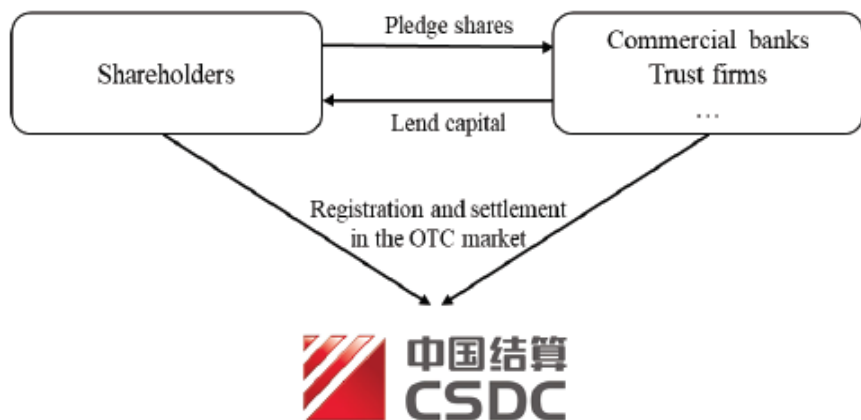 Pledge shares
Shareholders
Commercial banks
Trust firms
...
Lend capital
Registration and settlement
in the OTC market
中国结算
CSDC